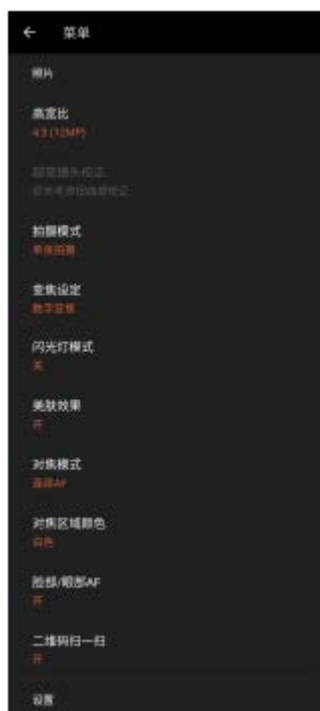 菜单
照片
高宽比
4:3 (12MP)
拍摄模式
单张拍摄
变焦设定
数字变焦
闪光灯模式
关
美肤效果
开
对焦模式
连续AF
对焦区域颜色
白色
脸部/眼部AF
开
二维码扫一扫
开
设置